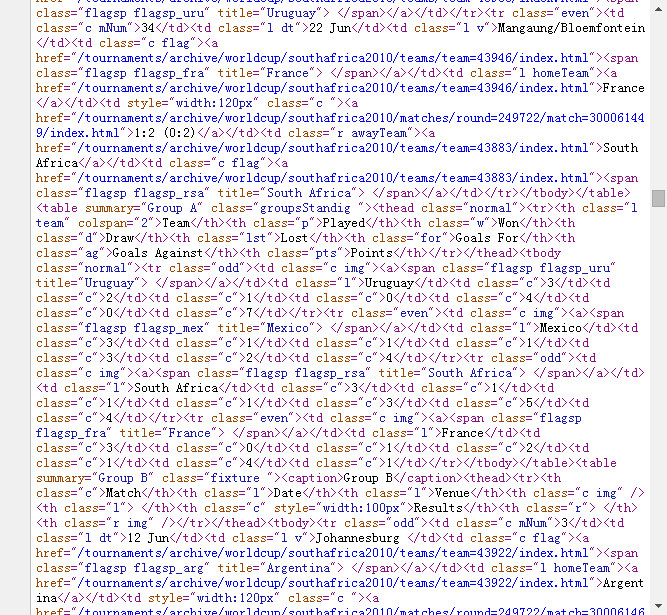 class="flagsp flagsp_uru" title="Uruguay"> </span></a></td></tr><tr class="even"><td
class="c mNum">34</td><td class="l dt">22 Jun</td><td class="l v">Mangaung/Bloemfontein
</td><td class="c flag"><a
href="/tournaments/archive/worldcup/southafrica2010/teams/team=43946/index.html"><span
class="flagsp flagsp_fra" title="France"> </span></a></td><td class="l homeTeam"><a
href="/tournaments/archive/worldcup/southafrica2010/teams/team=43946/index.html">France
</a></td><td style="width:120px" class="c "><a
href="/tournaments/archive/worldcup/southafrica2010/matches/round=249722/match=30006144
9/index.html">1:2 (0:2)</a></td><td class="r awayTeam"><a
href="/tournaments/archive/worldcup/southafrica2010/teams/team=43883/index.html">South
Africa</a></td><td class="c flag"><a
href="/tournaments/archive/worldcup/southafrica2010/teams/team=43883/index.html"><span
class="flagsp flagsp_rsa" title="South Africa"> </span></a></td></tr></tbody></table>
<table summary="Group A" class="groupsStandig "><thead class="normal"><tr><th class="l
team" colspan="2">Team</th><th class="p">Played</th><th class="w">Won</th><th
class="d">Draw</th><th class="lst">Lost</th><th class="for">Goals For</th><th
class="ag">Goals Against</th><th class="pts">Points</th></tr></thead><tbody
class="normal"><tr class="odd"><td class="c img"><a><span class="flagsp flagsp_uru"
title="Uruguay"> </span></a></td><td class="l">Uruguay</td><td class="c">3</td><td
class="c">2</td><td class="c">1</td><td class="c">0</td><td class="c">4</td><td
class="c">0</td><td class="c">7</td></tr><tr class="even"><td class="c img"><a><span
class="flagsp flagsp_mex" title="Mexico"> </span></a></td><td class="l">Mexico</td><td
class="c">3</td><td class="c">1</td><td class="c">1</td><td class="c">1</td><td
class="c">3</td><td class="c">2</td><td class="c">4</td></tr><tr class="odd"><td
class="c img"><a><span class="flagsp flagsp_rsa" title="South Africa"> </span></a></td>
<td class="l">South Africa</td><td class="c">3</td><td class="c">1</td><td
class="c">1</td><td class="c">1</td><td class="c">3</td><td class="c">5</td><td
class="c">4</td></tr><tr class="even"><td class="c img"><a><span class="flagsp
flagsp_fra" title="France"> </span></a></td><td class="l">France</td><td
class="c">3</td><td class="c">0</td><td class="c">1</td><td class="c">2</td><td
class="c">1</td><td class="c">4</td><td class="c">1</td></tr></tbody></table><table
summary="Group B" class="fixture "><caption>Group B</caption><thead><tr><th
class="c">Match</th><th class="l">Date</th><th class="l">Venue</th><th class="c img" />
<th class="l"> </th><th class="c" style="width:100px">Results</th><th class="r"> </th>
<th class="r img" /></tr></thead><tbody><tr class="odd"><td class="c mNum">3</td><td
class="l dt">12 Jun</td><td class="l v">Johannesburg </td><td class="c flag"><a
href="/tournaments/archive/worldcup/southafrica2010/teams/team=43922/index.html"><span
class="flagsp flagsp_arg" title="Argentina"> </span></a></td><td class="l homeTeam"><a
href="/tournaments/archive/worldcup/southafrica2010/teams/team=43922/index.html">Argent
ina</a></td><td style="width:120px" class="c "><a
href="/tournaments/archive/worldcup/southafrica2010/matches/round=249722/match=30006146